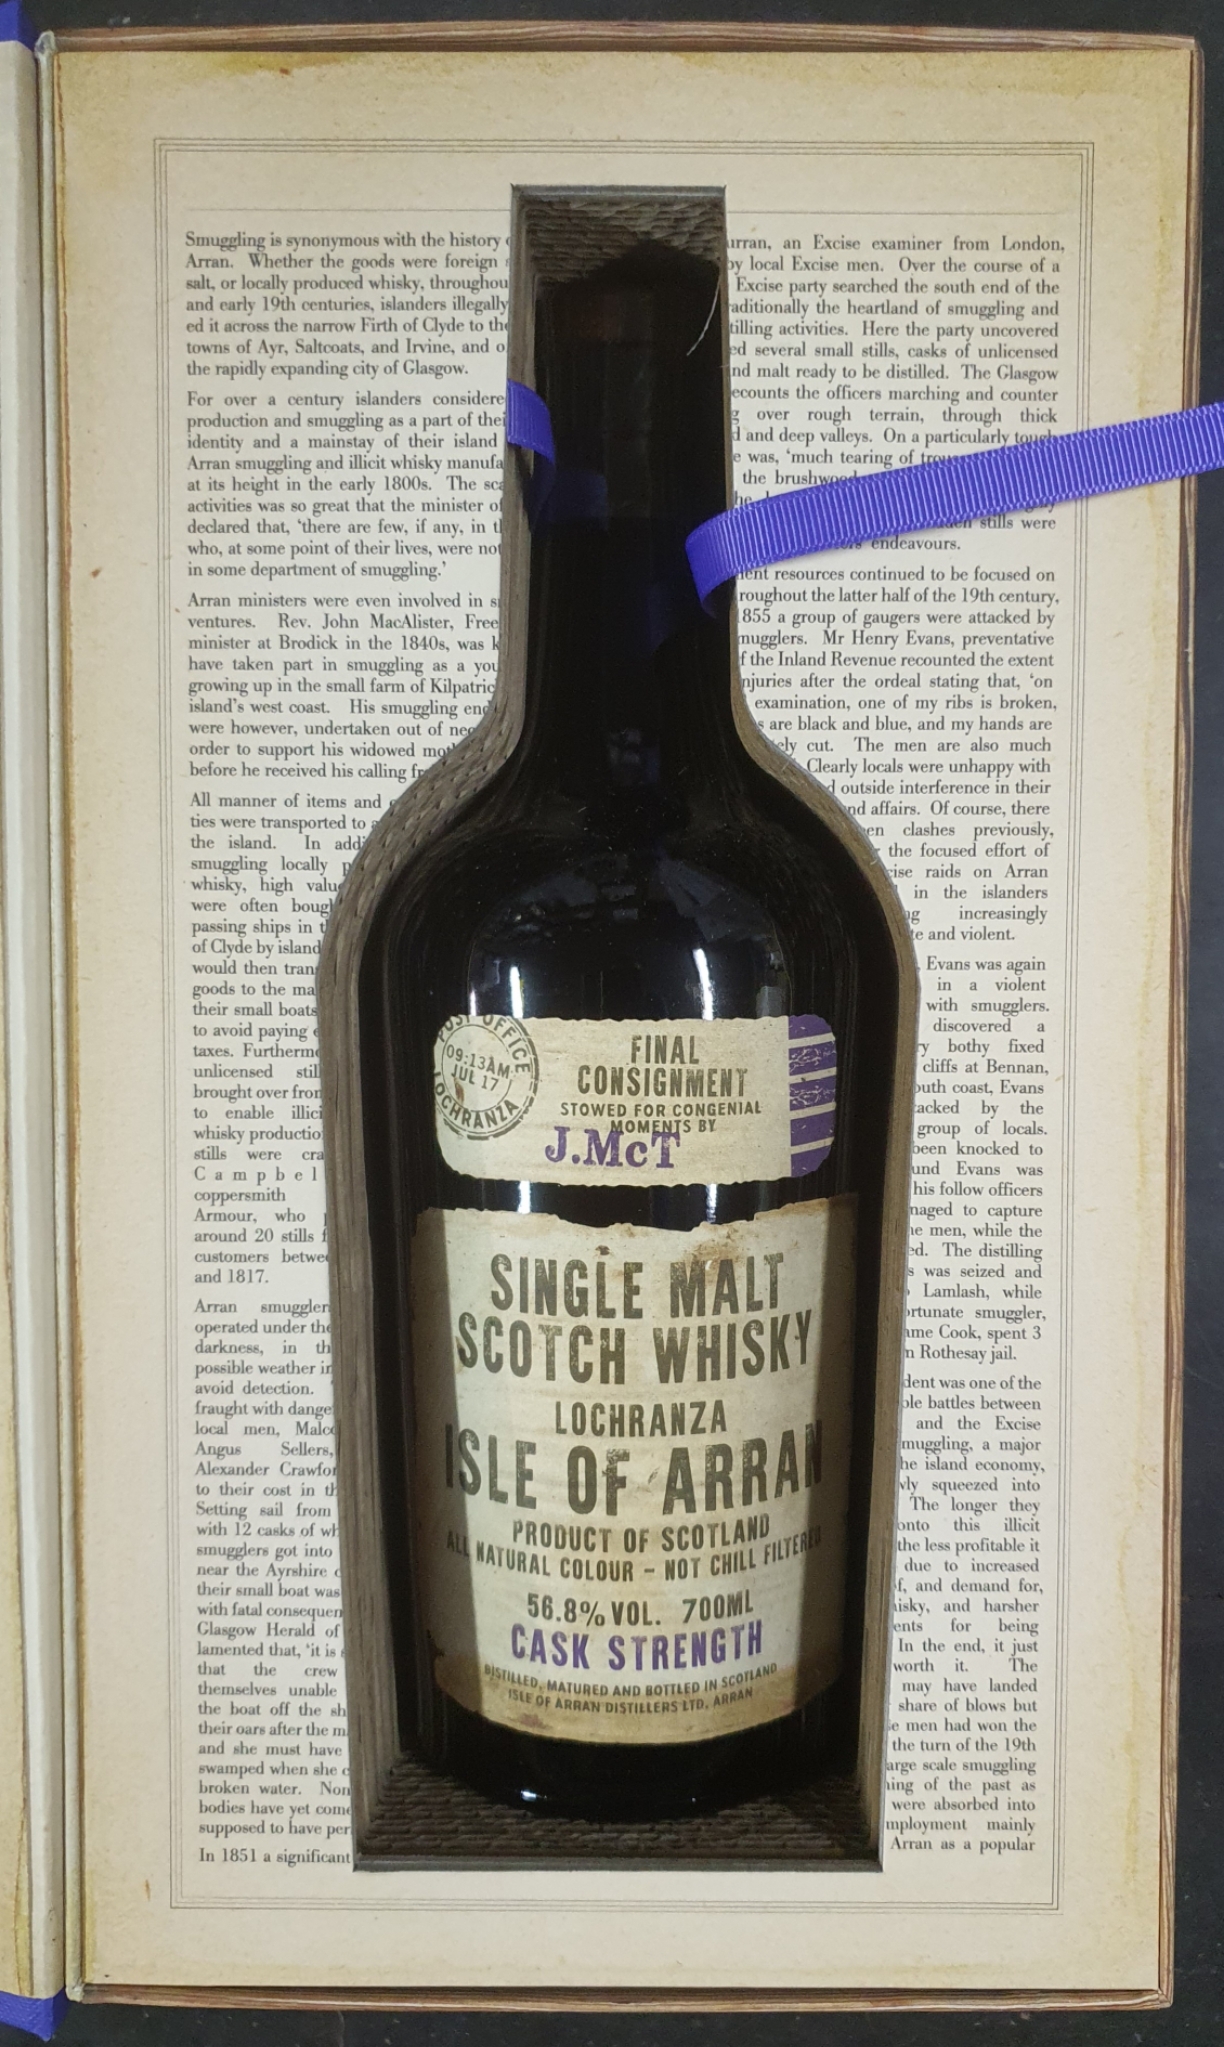 Smuggling is synonymous with the history
Arran. Whether the goods were foreign
salt, or locally produced whisky, throughou
and early 19th centuries, islanders illegally
ed it across the narrow Firth of Clyde to the
towns of Ayr, Saltcoats, and Irvine, and o
the rapidly expanding city of Glasgow.
For over a century islanders considere
production and smuggling as a part of thei
identity and a mainstay of their island
Arran smuggling and illicit whisky manufa
at its height in the early 1800s. The sca
activities was so great that the minister of
declared that, ‘there are few, if any, in t
who, at some point of their lives, were not
in some department of smuggling.’
Arran ministers were even involved in s
ventures. Rev. John MacAlister, Free
minister at Brodick in the 1840s, was k
have taken part in smuggling as a you
growing up in the small farm of Kilpatric
island's west coast. His smuggling end
were however, undertaken out of nec
order to support his widowed mot
before he received his calling fr
All manner of items and
ties were transported to
the island. In addi
smuggling locally p
whisky, high valu
were often boug
passing ships in t
of Clyde by island
would then tran
goods to the ma
their small boats
to avoid paying
taxes. Furtherm
unlicensed stil
brought over fron
to enable illici
whisky productio
stills were cra
Campbel
coppersmith
Armour, who
around 20 stills f
customers betwe
and 1817.
Arran smuggler
operated under the
darkness, in th
possible weather in
avoid detection.
fraught with dange
local men, Malco
Angus Sellers,
Alexander Crawfor
to their cost in th
Setting sail from
with 12 casks of wh
smugglers got into
near the Ayrshire c
their small boat was
with fatal consequen
Glasgow Herald of
lamented that, ‘it is
that the crew
themselves unable
the boat off the sh
their oars after the m
and she must have
swamped when she c
broken water. Non
bodies have yet come
supposed to have per
In 1851 a significant
rran, an Excise examiner from London,
by local Excise men. Over the course of a
Excise party searched the south end of the
raditionally the heartland of smuggling and
tilling activities. Here the party uncovered
ed several small stills, casks of unlicensed
nd malt ready to be distilled. The Glasgow
ecounts the officers marching and counter
g over rough terrain, through thick
d and deep valleys. On a particularly tough
e was, ‘much tearing of
the brushwood
stills were
endeavours.
ent resources continued to be focused on
roughout the latter half of the 19th century,
1855 a group of gaugers were attacked by
mugglers. Mr Henry Evans, preventative
f the Inland Revenue recounted the extent
njuries after the ordeal stating that, ‘on
examination, one of my ribs is broken,
s are black and blue, and my hands are
ely cut. The men are also much
Clearly locals were unhappy with
d outside interference in their
nd affairs. Of course, there
en clashes previously,
the focused effort of
ise raids on Arran
in the islanders
g increasingly
te and violent.
Evans was again
in a violent
with smugglers.
discovered a
y bothy fixed
cliffs at Bennan,
outh coast, Evans
acked by the
group of locals.
been knocked to
und Evans was
his follow officers
naged to capture
e men, while the
ed. The distilling
s was seized and
Lamlash, while
ortunate smuggler,
ame Cook, spent 3
n Rothesay jail.
dent was one of the
ble battles between
and the Excise
muggling, a major
he island economy,
wly squeezed into
The longer they
onto this illicit
the less profitable it
due to increased
f, and demand for,
isky, and harsher
ents for being
In the end, it just
worth it. The
may have landed
share of blows but
e men had won the
the turn of the 19th
arge scale smuggling
ing of the past as
were absorbed into
mployment mainly
Arran as a popular
POST OFFICE
09:13AM
JUL 17
LOCHRANZA
FINAL
CONSIGNMENT
STOWED FOR CONGENIAL
MOMENTS BY
J.McT
SINGLE MALT
SCOTCH WHISKY
LOCHRANZA
ISLE OF ARRAN
PRODUCT OF SCOTLAND
ALL NATURAL COLOUR – NOT CHILL FILTERED
56.8% VOL. 700ML
CASK STRENGTH
DISTILLED, MATURED AND BOTTLED IN SCOTLAND
ISLE OF ARRAN DISTILLERS LTD, ARRAN